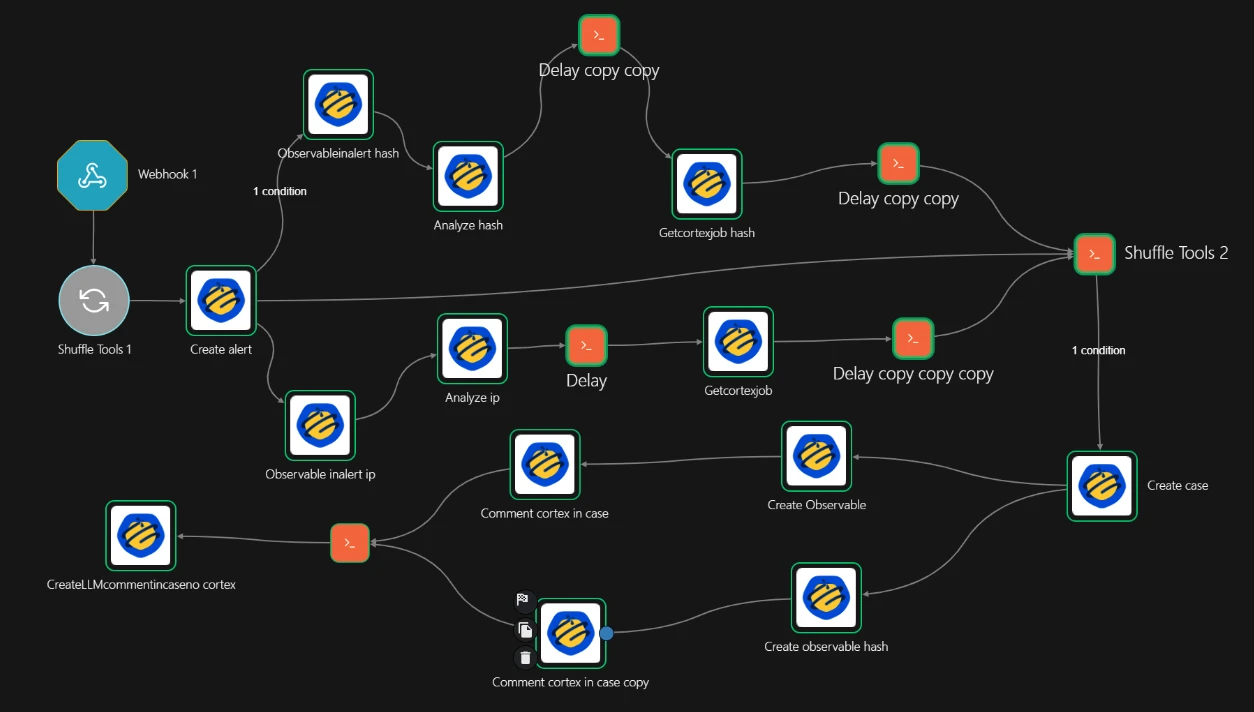 Delay copy copy
Observableinalert hash
Webhook 1
1 condition
Analyze hash
Delay copy copy
Getcortexjob hash
Shuffle Tools 2
Shuffle Tools 1
Create alert
1 condition
Delay
Delay copy copy copy
Analyze ip
Getcortexjob
Observable inalert ip
Create case
Create Observable
Comment cortex in case
CreateLLMcommentincaseno cortex
Create observable hash
Comment cortex in case copy